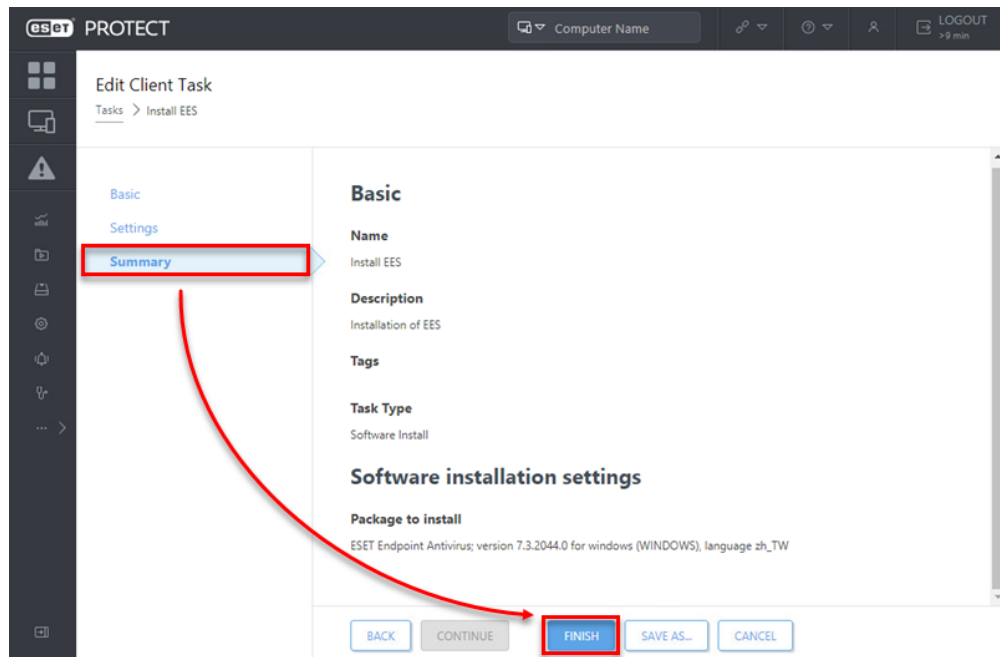 eset PROTECT
Computer Name
LOGOUT
>9 min
Edit Client Task
Tasks > Install EES
Basic
Settings
Summary
Basic
Name
Install EES
Description
Installation of EES
Tags
Task Type
Software Install
Software installation settings
Package to install
ESET Endpoint Antivirus; version 7.3.2044.0 for windows (WINDOWS), language zh_TW
BACK
CONTINUE
FINISH
SAVE AS...
CANCEL